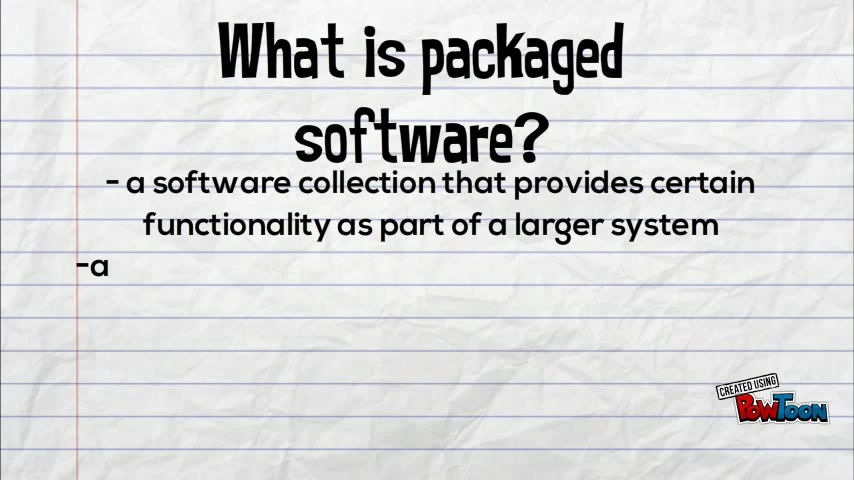 What is packaged
software?
- a software collection that provides certain
functionality as part of a larger system
-a
CREATED USING
POWTOON